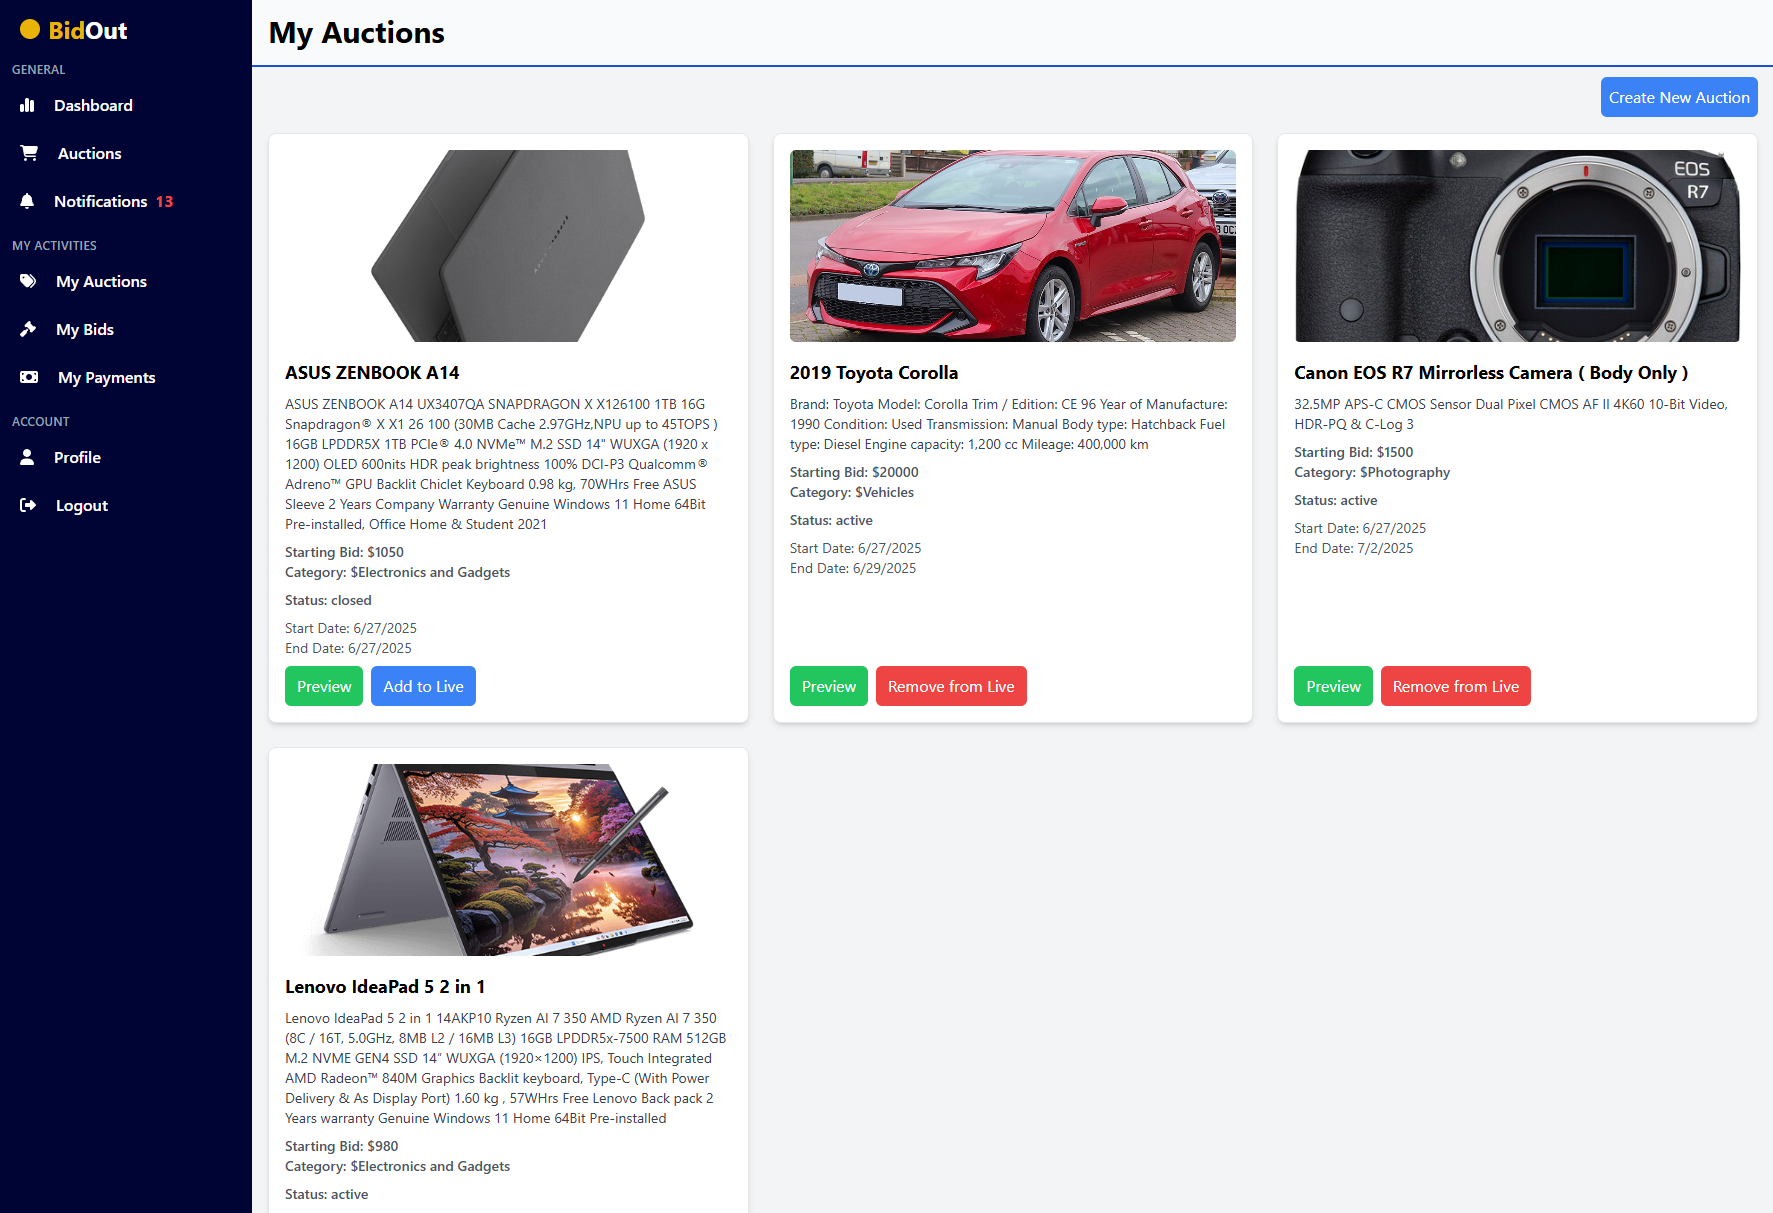 BidOut
GENERAL
Dashboard
Auctions
Notifications 13
MY ACTIVITIES
My Auctions
My Bids
My Payments
ACCOUNT
Profile
Logout
My Auctions
Create New Auction
ASUS ZENBOOK A14
ASUS ZENBOOK A14 UX3407QA SNAPDRAGON X X126100 1TB 16G
Snapdragon® X X1 26 100 (30MB Cache 2.97GHz,NPU up to 45TOPS )
16GB LPDDR5X 1TB PCIe® 4.0 NVMe™ M.2 SSD 14" WUXGA (1920 x
1200) OLED 600nits HDR peak brightness 100% DCI-P3 Qualcomm®
Adreno™ GPU Backlit Chiclet Keyboard 0.98 kg, 70WHrs Free ASUS
Sleeve 2 Years Company Warranty Genuine Windows 11 Home 64Bit
Pre-installed, Office Home & Student 2021
Starting Bid: $1050
Category: $Electronics and Gadgets
Status: closed
Start Date: 6/27/2025
End Date: 6/27/2025
Preview
Add to Live
2019 Toyota Corolla
Brand: Toyota Model: Corolla Trim / Edition: CE 96 Year of Manufacture:
1990 Condition: Used Transmission: Manual Body type: Hatchback Fuel
type: Diesel Engine capacity: 1,200 cc Mileage: 400,000 km
Starting Bid: $20000
Category: $Vehicles
Status: active
Start Date: 6/27/2025
End Date: 6/29/2025
Preview
Remove from Live
EOS
R7
Canon EOS R7 Mirrorless Camera ( Body Only )
32.5MP APS-C CMOS Sensor Dual Pixel CMOS AF II 4K60 10-Bit Video,
HDR-PQ & C-Log 3
Starting Bid: $1500
Category: $Photography
Status: active
Start Date: 6/27/2025
End Date: 7/2/2025
Preview
Remove from Live
Lenovo IdeaPad 5 2 in 1
Lenovo IdeaPad 5 2 in 1 14AKP10 Ryzen AI 7 350 AMD Ryzen AI 7 350
(8C / 16T, 5.0GHz, 8MB L2 / 16MB L3) 16GB LPDDR5x-7500 RAM 512GB
M.2 NVME GEN4 SSD 14″ WUXGA (1920×1200) IPS, Touch Integrated
AMD Radeon™ 840M Graphics Backlit keyboard, Type-C (With Power
Delivery & As Display Port) 1.60 kg , 57WHrs Free Lenovo Back pack 2
Years warranty Genuine Windows 11 Home 64Bit Pre-installed
Starting Bid: $980
Category: $Electronics and Gadgets
Status: active